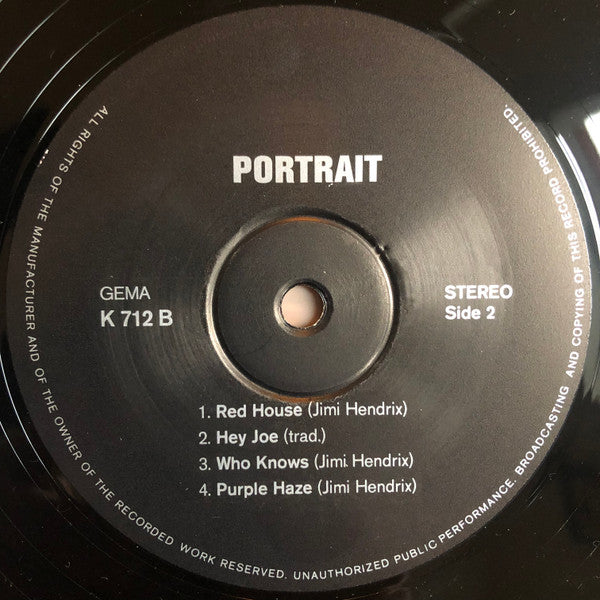 PORTRAIT
GEMA
K 712 B
STEREO
Side 2
1. Red House (Jimi Hendrix)
2. Hey Joe (trad.)
3. Who Knows (Jimi Hendrix)
4. Purple Haze (Jimi Hendrix)
ALL RIGHTS OF THE MANUFACTURER AND OF THE OWNER OF THE RECORDED WORK RESERVED. UNAUTHORIZED PUBLIC PERFORMANCE. BROADCASTING AND COPYING OF THIS RECORD PROHIBITED.